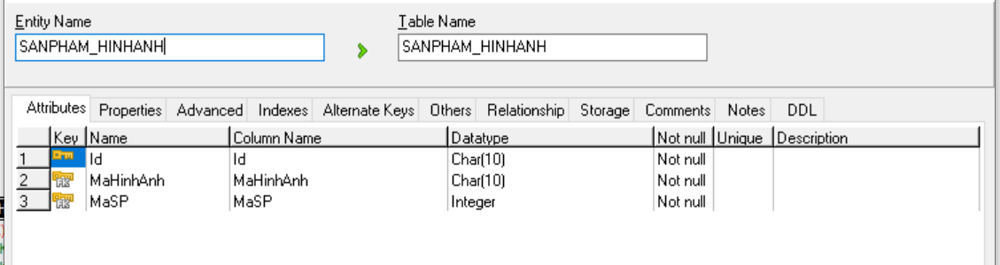 Entity Name Table Name
SANPHAM_HINHANH SANPHAM_HINHANH
Attributes Properties Advanced Indexes Alternate Keys Others Relationship Storage Comments Notes DDL
Key Name Column Name Datatype Not null Unique Description
1 Id Id Char(10) Not null
2 FK MaHinhAnh MaHinhAnh Char(10) Not null
3 FK MaSP MaSP Integer Not null